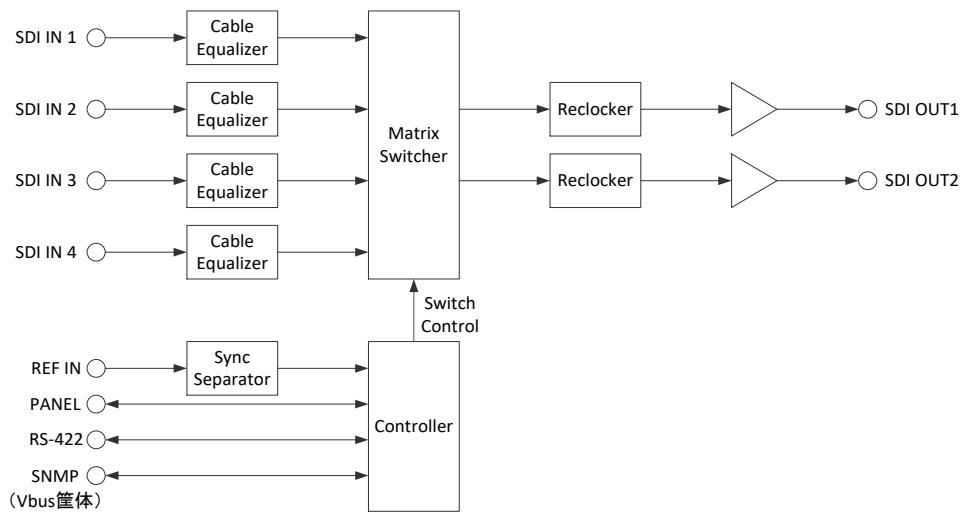 SDI IN 1
Cable
Equalizer
SDI IN 2
Cable
Equalizer
SDI IN 3
Cable
Equalizer
SDI IN 4
Cable
Equalizer
Matrix
Switcher
Reclocker
SDI OUT1
Reclocker
SDI OUT2
Switch
Control
REF IN
Sync
Separator
PANEL
RS-422
SNMP
（Vbus筐体）
Controller